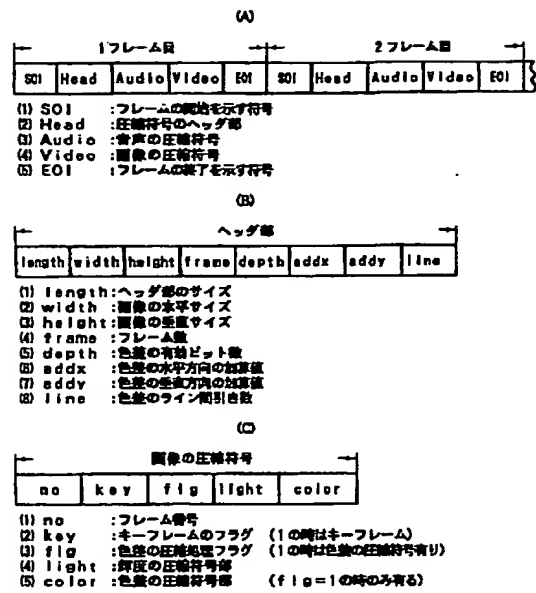 (A)
1フレーム目 2フレーム目
SOI Head Audio Video EOI SOI Head Audio Video EOI
(1) SOI :フレームの開始を示す符号
(2) Head :圧縮符号のヘッダ部
(3) Audio :音声の圧縮符号
(4) Video :画像の圧縮符号
(5) EOI :フレームの終了を示す符号
(B)
ヘッダ部
length width height frame depth addx addy line
(1) length:ヘッダ部のサイズ
(2) width :画像の水平サイズ
(3) height:画像の垂直サイズ
(4) frame :フレーム数
(5) depth :色差の有効ビット数
(6) addx :色差の水平方向の加算値
(7) addy :色差の垂直方向の加算値
(8) line :色差のライン間引き数
(C)
画像の圧縮符号
no key flg light color
(1) no :フレーム番号
(2) key :キーフレームのフラグ (1の時はキーフレーム)
(3) flg :色差の圧縮処理フラグ (1の時は色差の圧縮符号有り)
(4) light :輝度の圧縮符号部
(5) color :色差の圧縮符号部 (flg=1の時のみ有る)